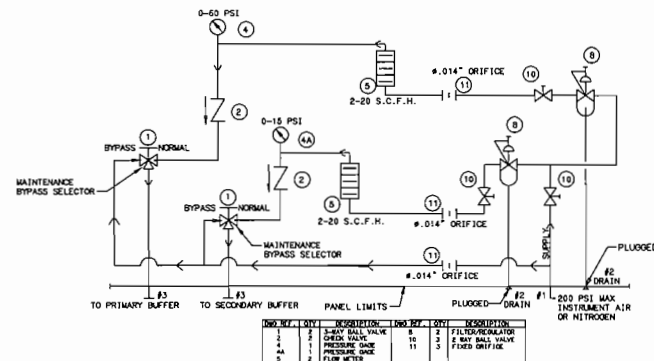 0-60 PSI
4
8
Ø.014" ORIFICE
10
5
11
2-20 S.C.F.H.
2
0-15 PSI
8
4A
1
BYPASS
NORMAL
2
10
10
MAINTENANCE
BYPASS SELECTOR
1
5
11
BYPASS
NORMAL
2-20 S.C.F.H.
Ø.014" ORIFICE
MAINTENANCE
BYPASS SELECTOR
11
SUPPLY
PLUGGED
Ø.014" ORIFICE
#3
#3
#2
#2
DRAIN
DRAIN
TO PRIMARY BUFFER
TO SECONDARY BUFFER
PANEL LIMITS
PLUGGED
#1
200 PSI MAX
INSTRUMENT AIR
OR NITROGEN
DWG REF. QTY DESCRIPTION DWG REF. QTY DESCRIPTION
1 2 3-WAY BALL VALVE 8 2 FILTER/REGULATOR
2 2 CHECK VALVE 10 3 2 WAY BALL VALVE
4 1 PRESSURE GAGE 11 3 FIXED ORIFICE
4A 1 PRESSURE GAGE
5 2 FLOW METER